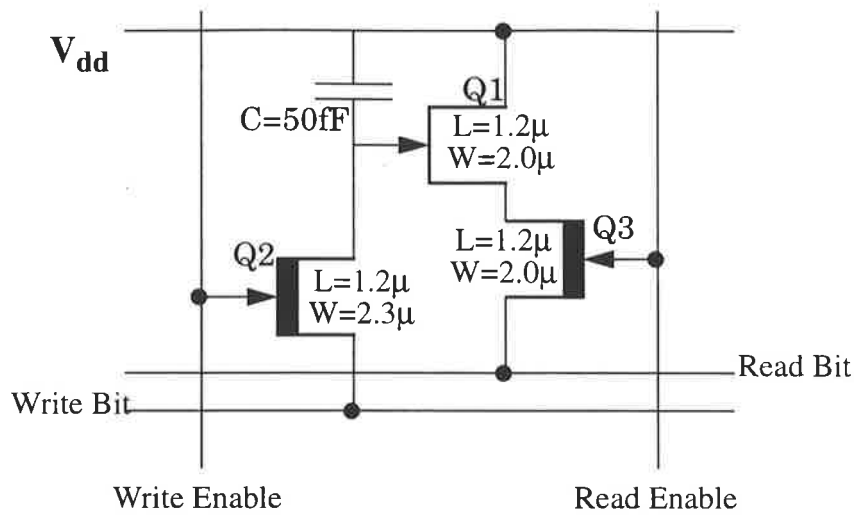 V_dd
Q1
C=50fF
L=1.2μ
W=2.0μ
Q3
L=1.2μ
W=2.0μ
Q2
L=1.2μ
W=2.3μ
Read Bit
Write Bit
Write Enable
Read Enable